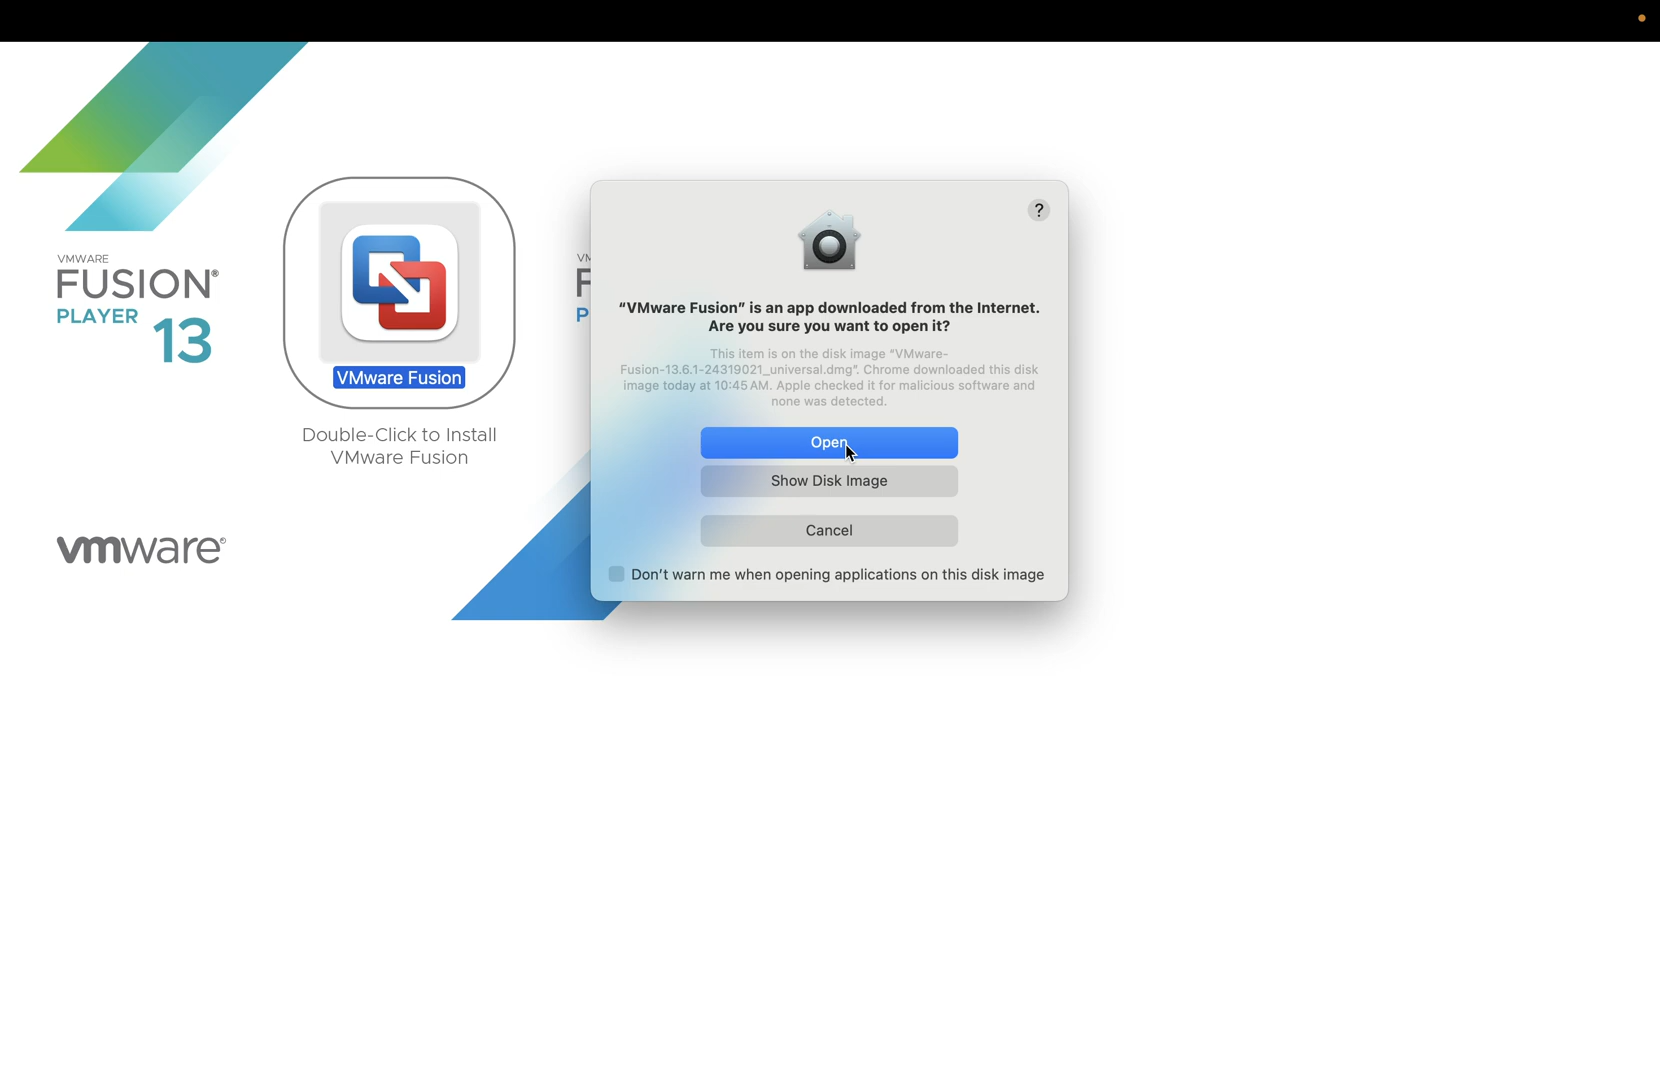 VMWARE
FUSION®
PLAYER
13
VMware Fusion
Double-Click to Install
VMware Fusion
vmware®
VM
F
P
?
“VMware Fusion” is an app downloaded from the Internet.
Are you sure you want to open it?
This item is on the disk image “VMware-
Fusion-13.6.1-24319021_universal.dmg”. Chrome downloaded this disk
image today at 10:45 AM. Apple checked it for malicious software and
none was detected.
Open
Show Disk Image
Cancel
Don’t warn me when opening applications on this disk image